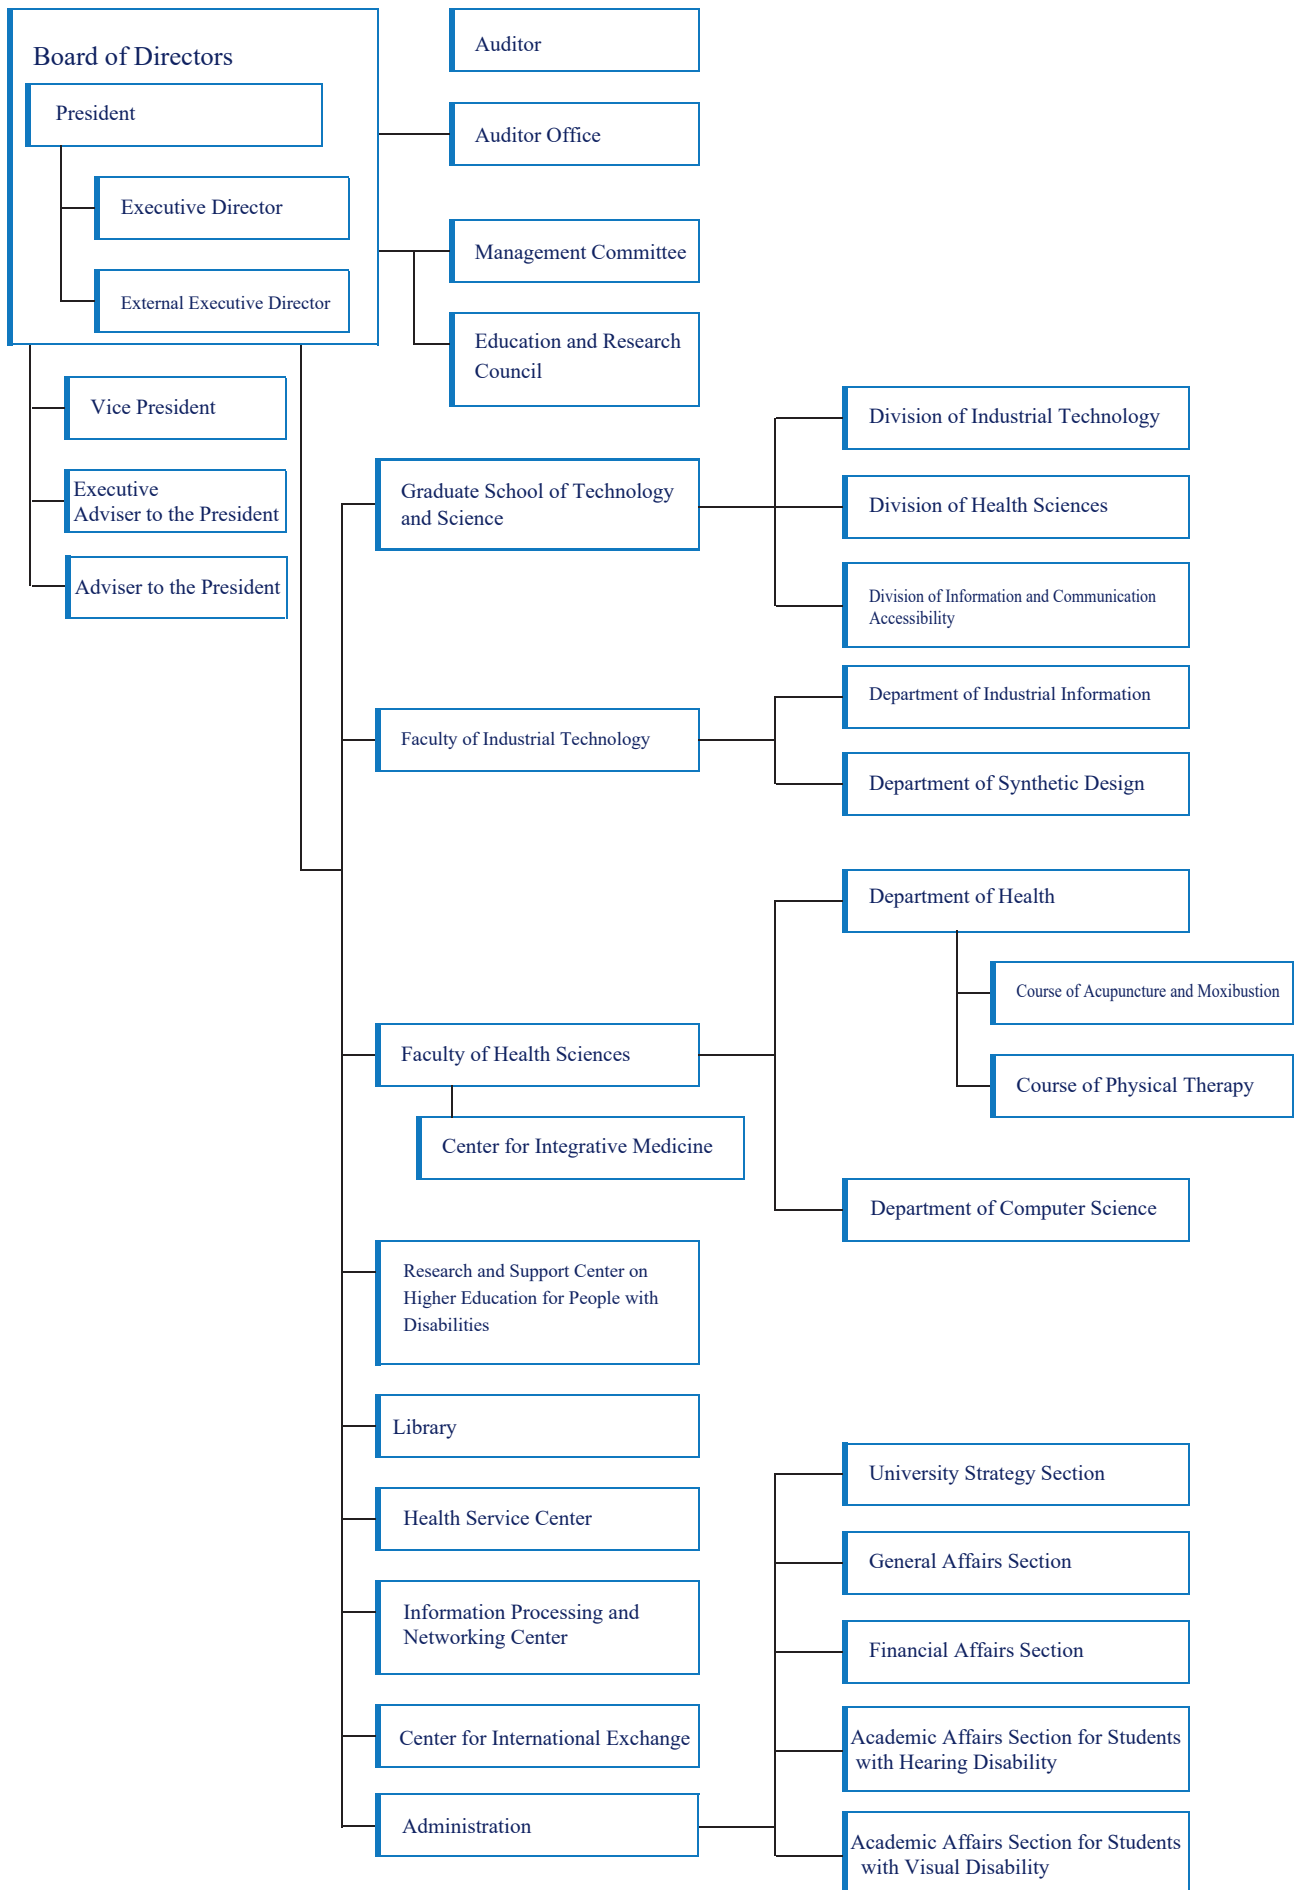 Board of Directors
President
Executive Director
External Executive Director
Auditor
Auditor Office
Management Committee
Education and Research
Council
Vice President
Executive
Adviser to the President
Adviser to the President
Graduate School of Technology
and Science
Division of Industrial Technology
Division of Health Sciences
Division of Information and Communication
Accessibility
Faculty of Industrial Technology
Department of Industrial Information
Department of Synthetic Design
Faculty of Health Sciences
Center for Integrative Medicine
Department of Health
Course of Acupuncture and Moxibustion
Course of Physical Therapy
Department of Computer Science
Research and Support Center on
Higher Education for People with
Disabilities
Library
Health Service Center
Information Processing and
Networking Center
Center for International Exchange
Administration
University Strategy Section
General Affairs Section
Financial Affairs Section
Academic Affairs Section for Students
with Hearing Disability
Academic Affairs Section for Students
with Visual Disability